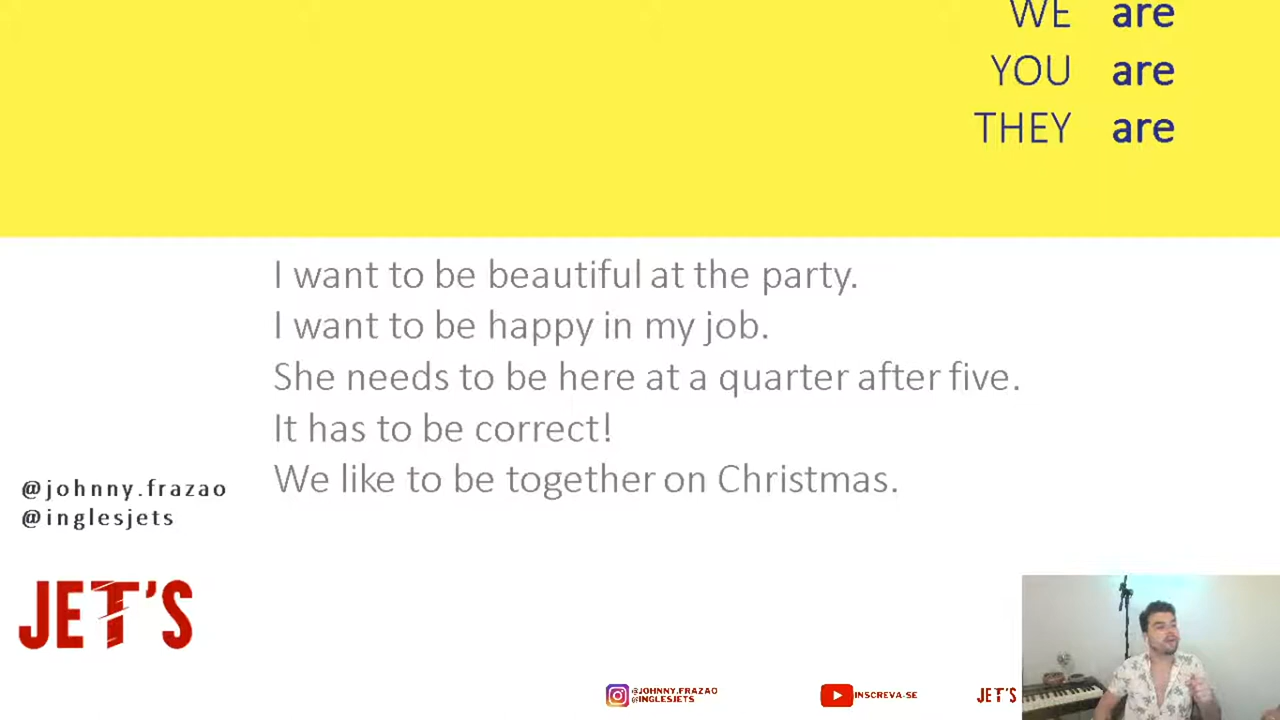 WE are
YOU are
THEY are
I want to be beautiful at the party.
I want to be happy in my job.
She needs to be here at a quarter after five.
It has to be correct!
We like to be together on Christmas.
@johnny.frazao
@inglesjets
JET'S
@JOHNNY.FRAZAO
@INGLESJETS
INSCREVA-SE
JET'S